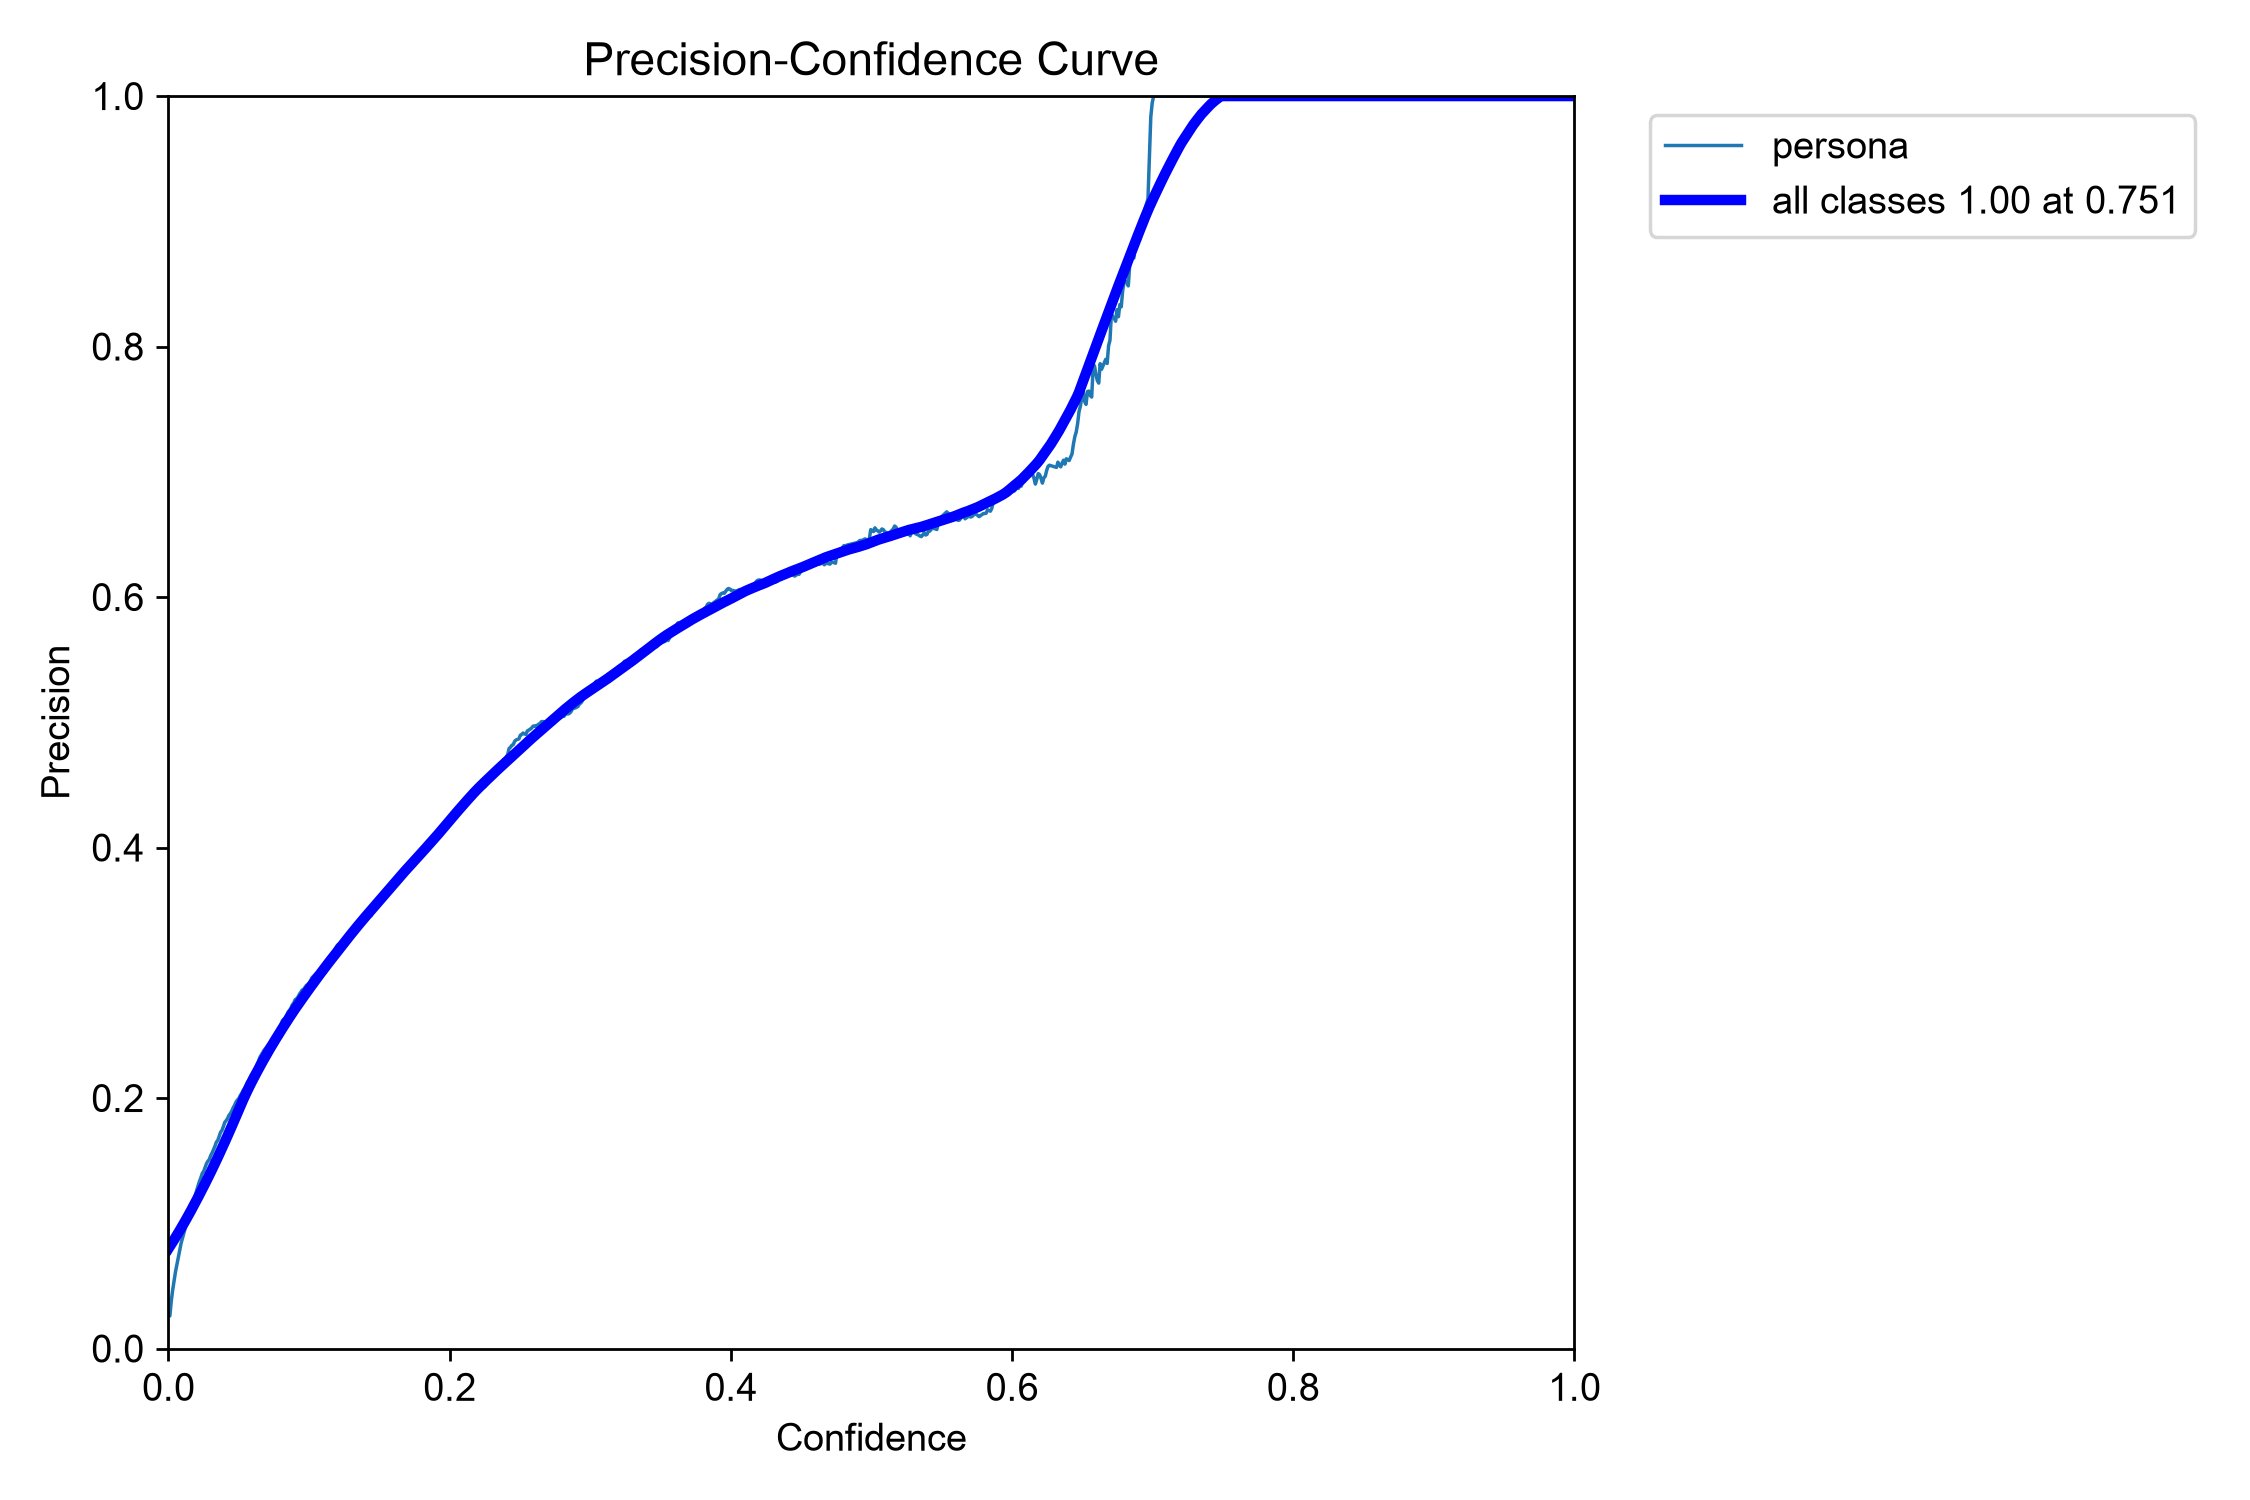 Precision-Confidence Curve
persona
all classes 1.00 at 0.751
1.0
0.8
0.6
0.4
0.2
0.0
Precision
0.0 0.2 0.4 0.6 0.8 1.0
Confidence